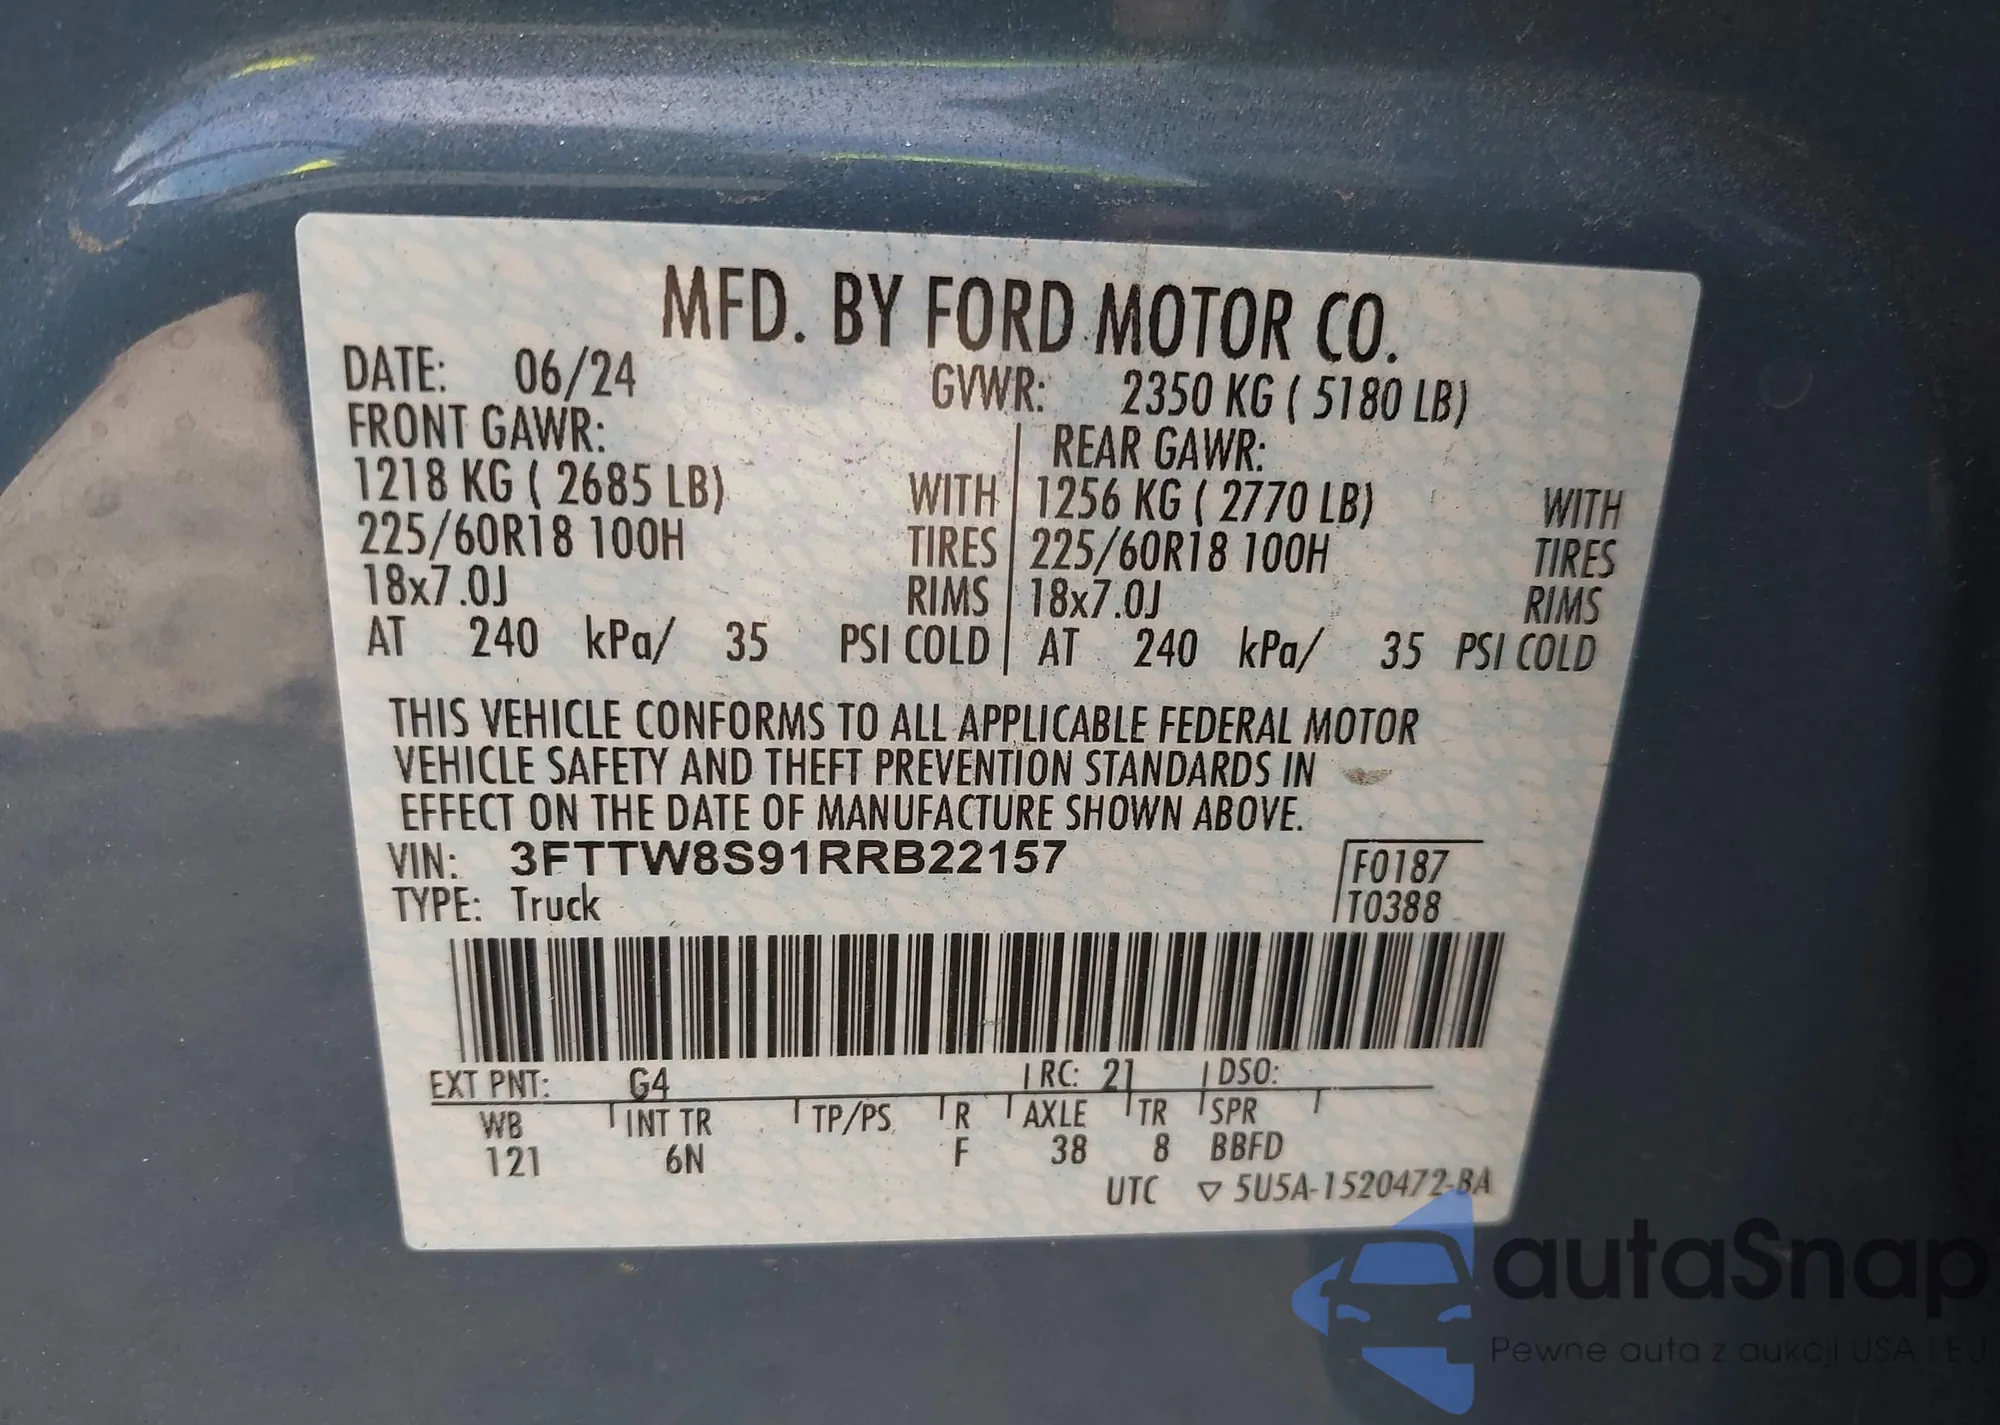 MFD. BY FORD MOTOR CO.
DATE: 06/24 GVWR: 2350 KG ( 5180 LB)
FRONT GAWR: REAR GAWR:
1218 KG ( 2685 LB) WITH 1256 KG ( 2770 LB) WITH
225/60R18 100H TIRES 225/60R18 100H TIRES
18x7.0J RIMS 18x7.0J RIMS
AT 240 kPa/ 35 PSI COLD AT 240 kPa/ 35 PSI COLD
THIS VEHICLE CONFORMS TO ALL APPLICABLE FEDERAL MOTOR
VEHICLE SAFETY AND THEFT PREVENTION STANDARDS IN
EFFECT ON THE DATE OF MANUFACTURE SHOWN ABOVE.
VIN: 3FTTW8S91RRB22157 F0187
TYPE: Truck T0388
EXT PNT: G4 RC: 21 DSO:
WB INT TR TP/PS R AXLE TR SPR
121 6N F 38 8 BBFD
UTC ▽ 5U5A-1520472-BA
autaSnap
Pewne auta z aukcji USA i EJ